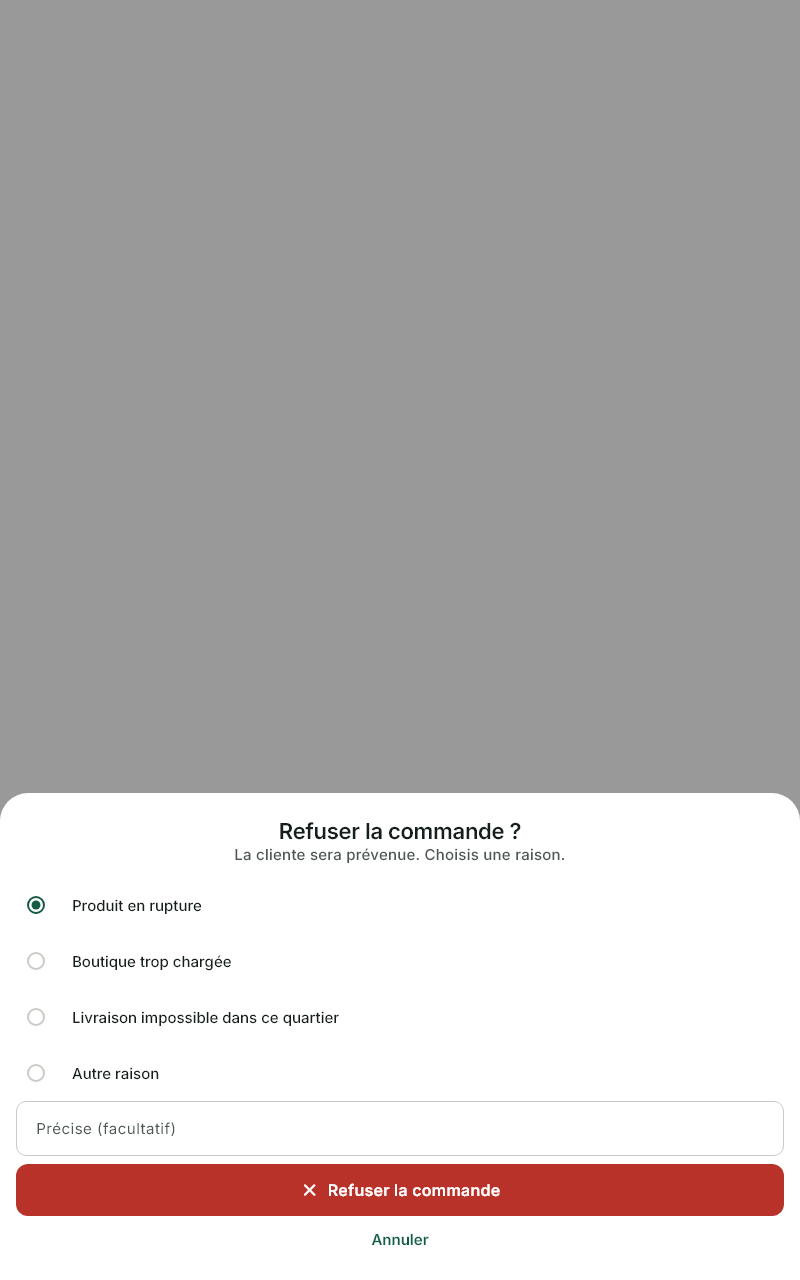 Refuser la commande ?
La cliente sera prévenue. Choisis une raison.
Produit en rupture
Boutique trop chargée
Livraison impossible dans ce quartier
Autre raison
Précise (facultatif)
Refuser la commande
Annuler